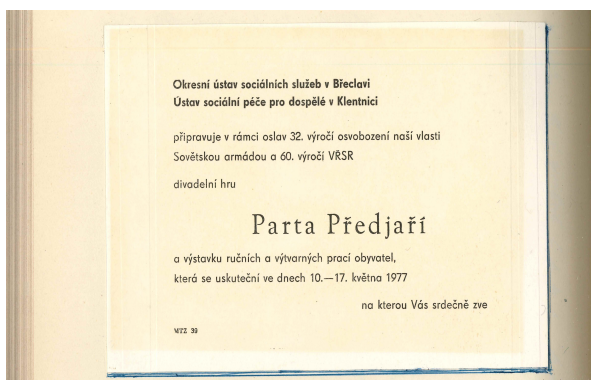 Okresní ústav sociálních služeb v Břeclavi
Ústav sociální péče pro dospělé v Klentnici
připravuje v rámci oslav 32. výročí osvobození naší vlasti
Sovětskou armádou a 60. výročí VŘSR
divadelní hru
Parta Předjaří
a výstavku ručních a výtvarných prací obyvatel,
která se uskuteční ve dnech 10.—17. května 1977
na kterou Vás srdečně zve
MTZ 39